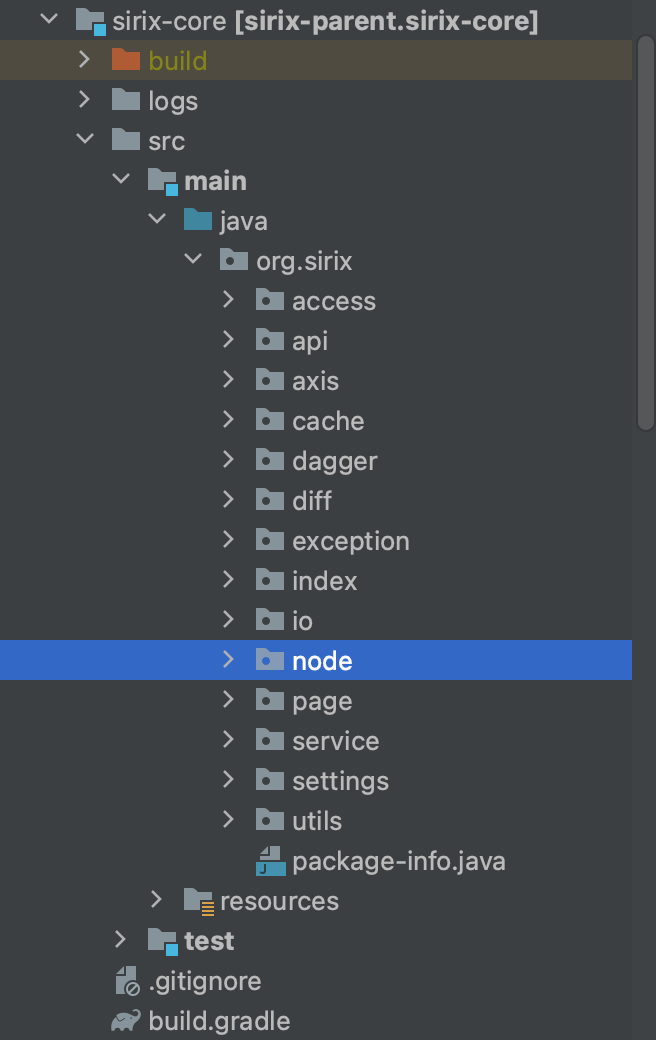 sirix-core [sirix-parent.sirix-core]
build
logs
src
main
java
org.sirix
access
api
axis
cache
dagger
diff
exception
index
io
node
page
service
settings
utils
package-info.java
resources
test
.gitignore
build.gradle